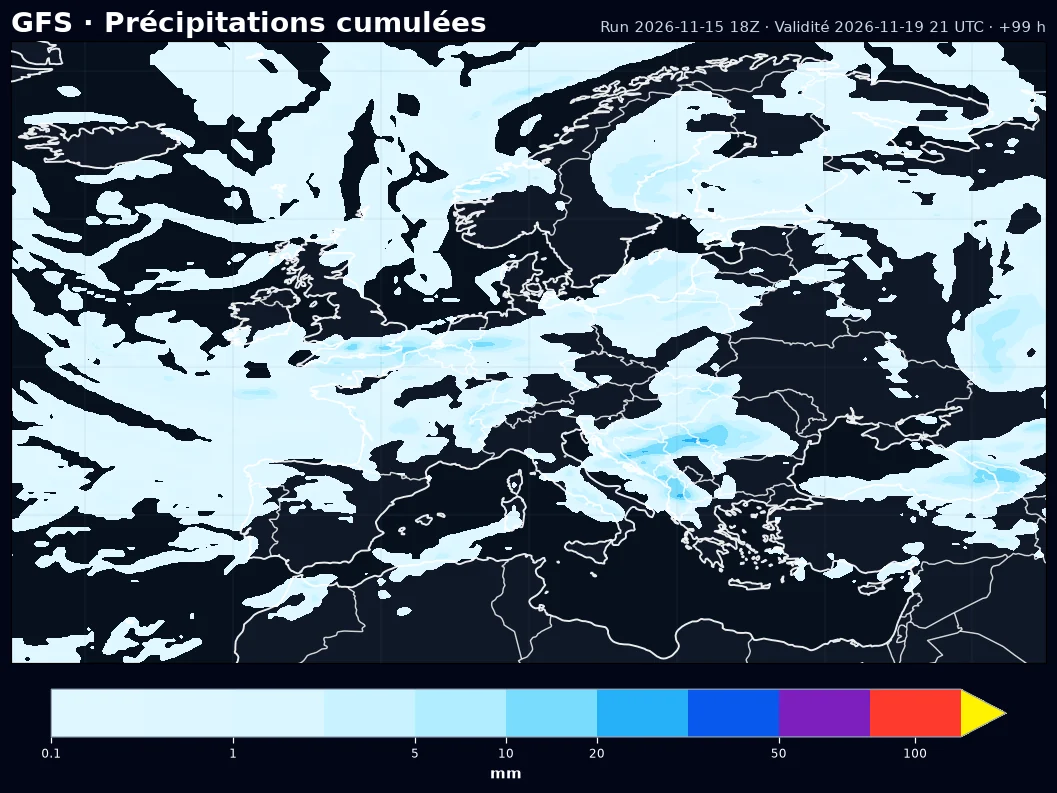 GFS · Précipitations cumulées
Run 2026-11-15 18Z · Validité 2026-11-19 21 UTC · +99 h
0.1 1 5 10 20 50 100
mm